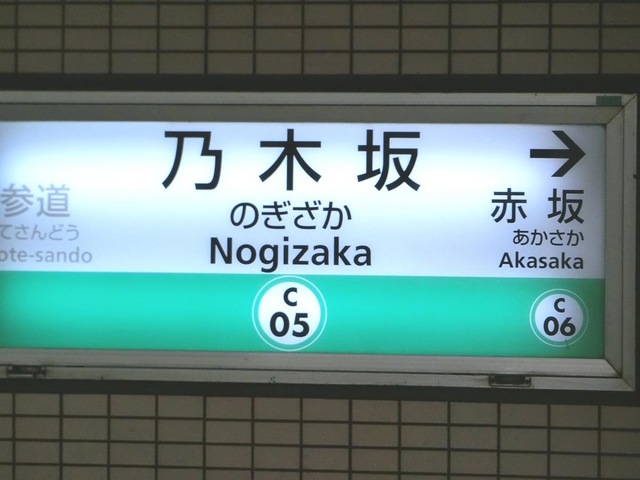 乃木坂
のぎざか
Nogizaka
C
05
→
赤坂
あかさか
Akasaka
C
06
参道
てさんどう
ote-sando